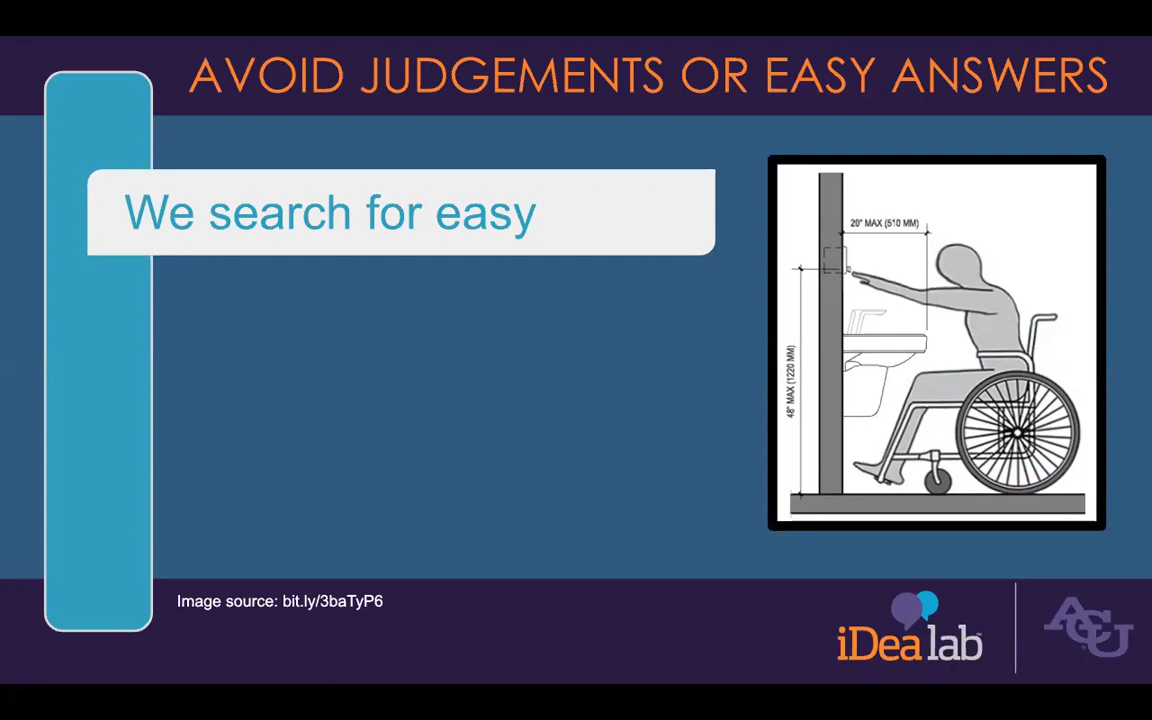 AVOID JUDGEMENTS OR EASY ANSWERS
We search for easy
20" MAX (510 MM)
48" MAX (1220 MM)
Image source: bit.ly/3baTyP6
iDea lab
ACU